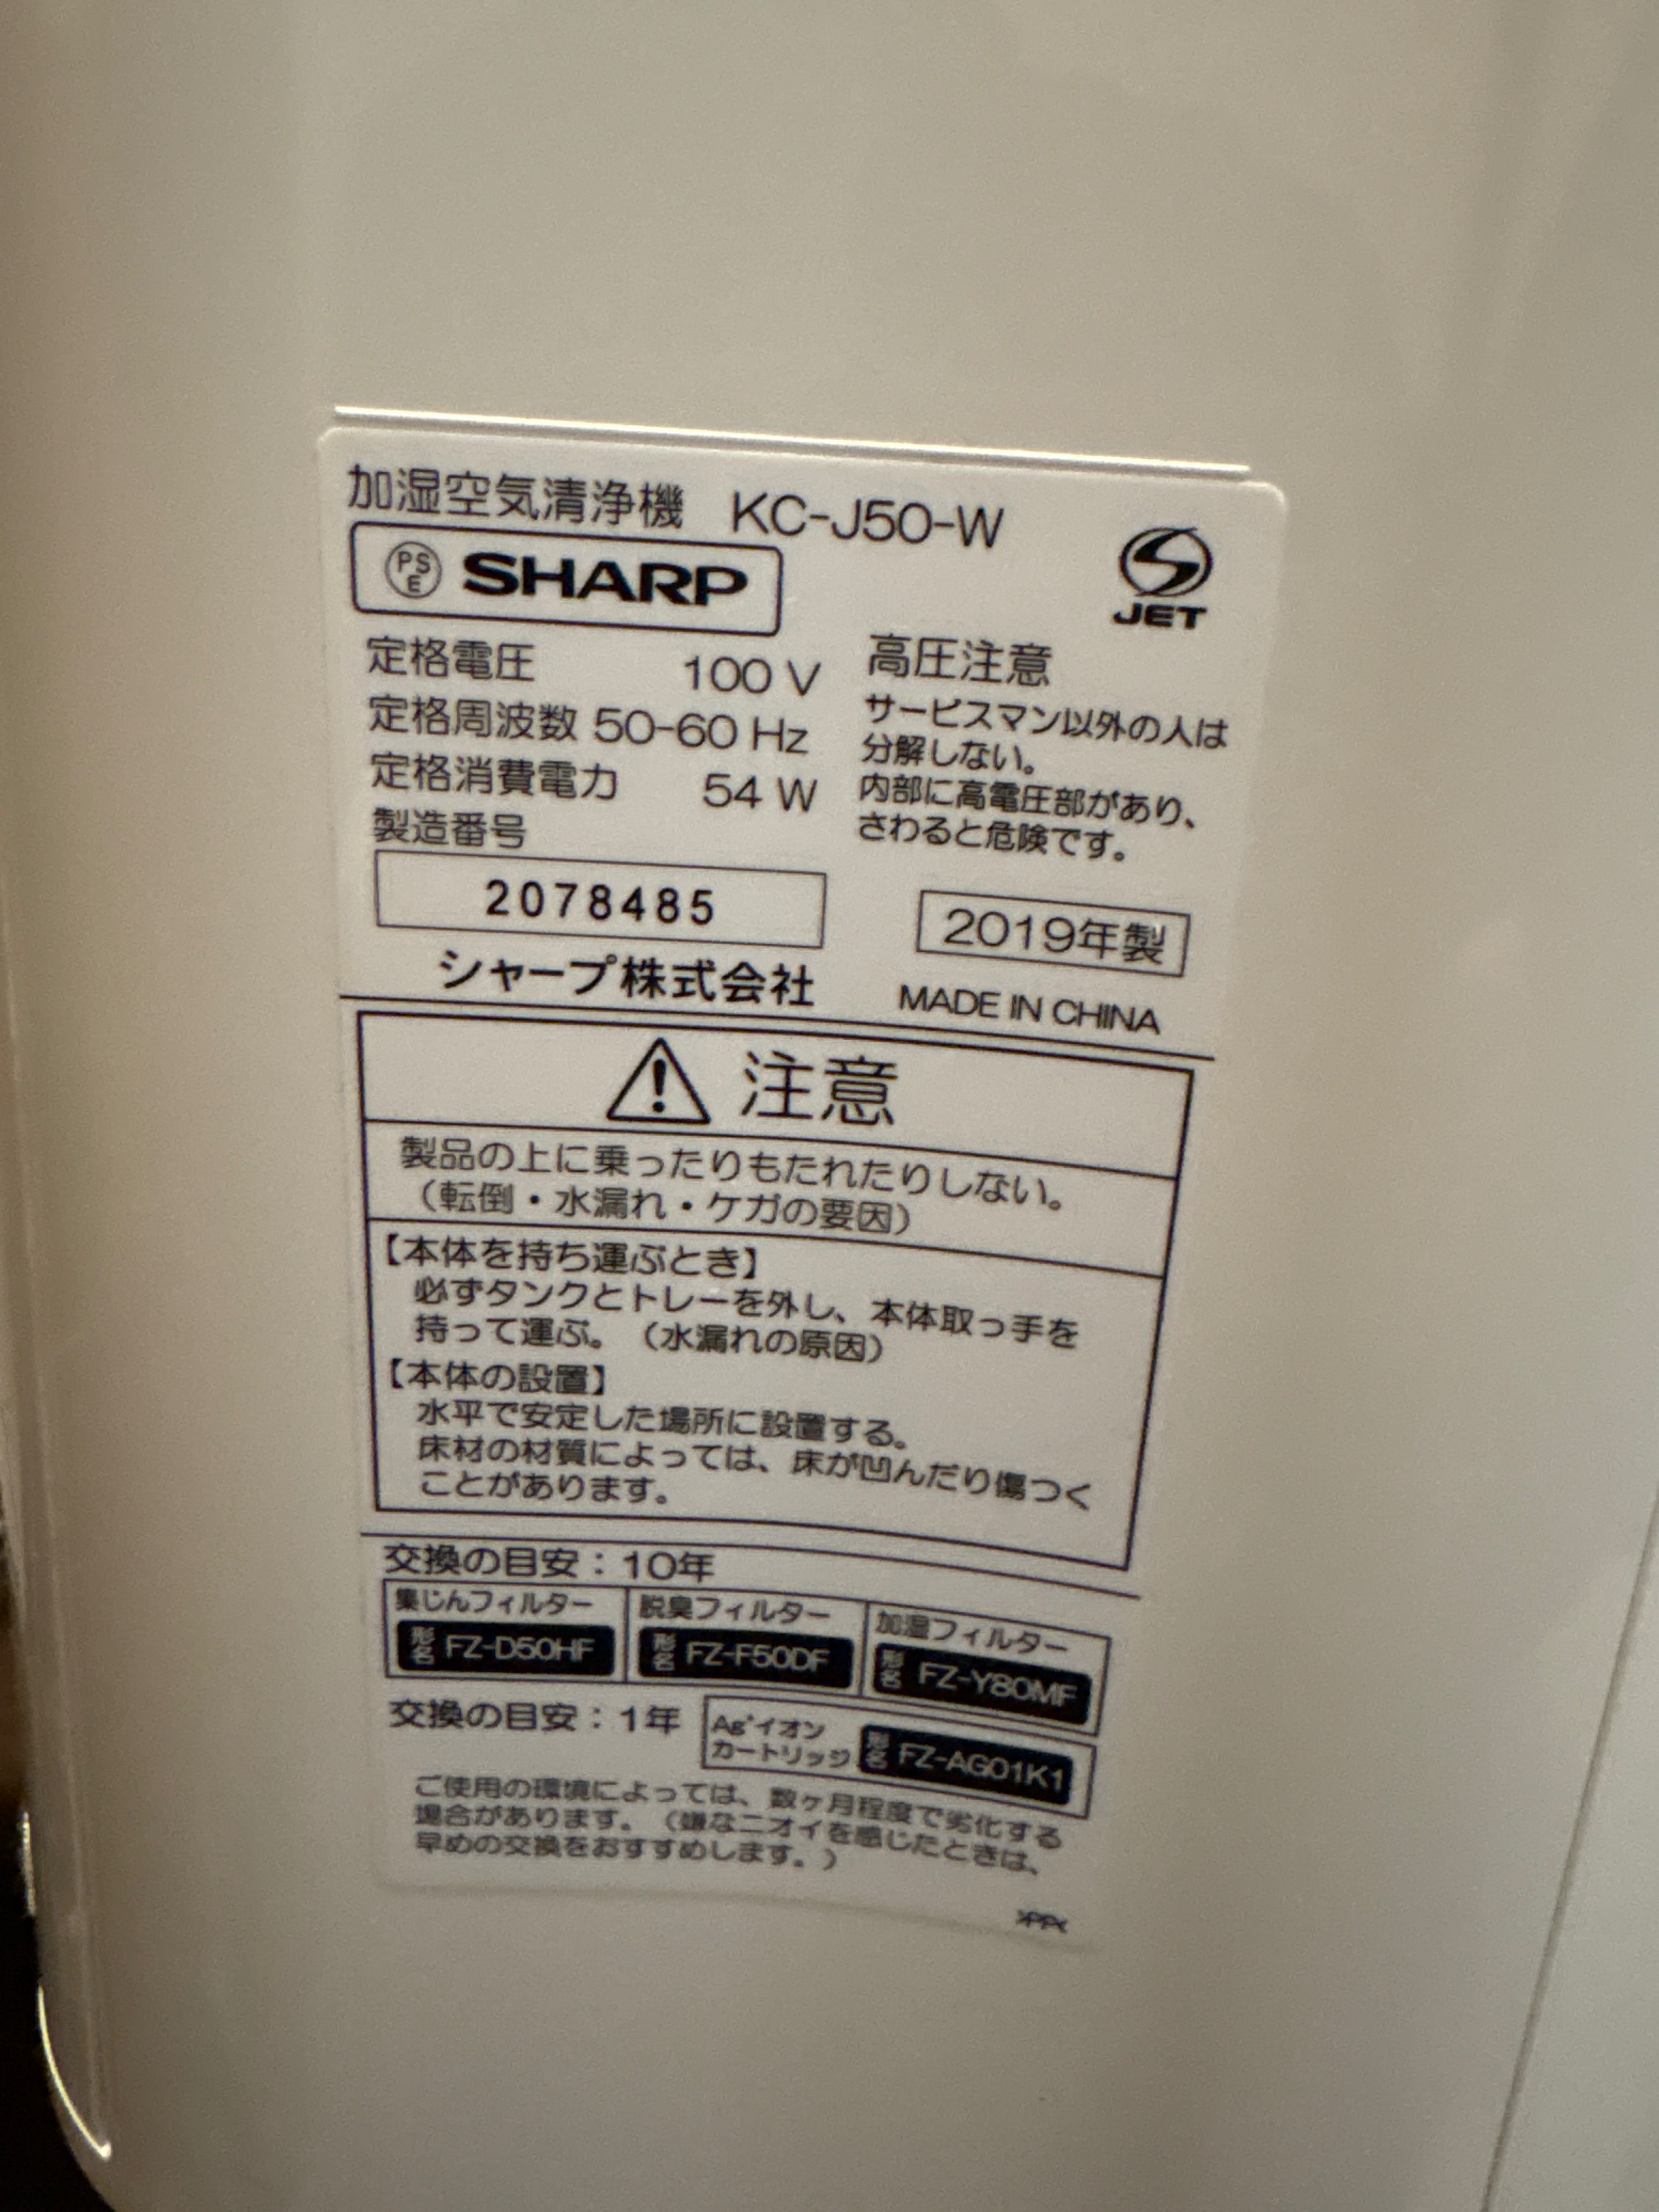 加湿空気清浄機 KC-J50-W
PSE SHARP
JET
定格電圧 100 V
定格周波数 50-60 Hz
定格消費電力 54 W
製造番号
2078485
シャープ株式会社
高圧注意
サービスマン以外の人は
分解しない。
内部に高電圧部があり、
さわると危険です。
2019年製
MADE IN CHINA
注意
製品の上に乗ったりもたれたりしない。
（転倒・水漏れ・ケガの要因）
【本体を持ち運ぶとき】
必ずタンクとトレーを外し、本体取っ手を
持って運ぶ。（水漏れの原因）
【本体の設置】
水平で安定した場所に設置する。
床材の材質によっては、床が凹んだり傷つく
ことがあります。
交換の目安：10年
集じんフィルター
形名 FZ-D50HF
脱臭フィルター
形名 FZ-F50DF
加湿フィルター
形名 FZ-Y80MF
交換の目安：1年
Ag⁺イオン
カートリッジ
形名 FZ-AG01K1
ご使用の環境によっては、数ヶ月程度で劣化する
場合があります。（嫌なニオイを感じたときは、
早めの交換をおすすめします。）
>PP<